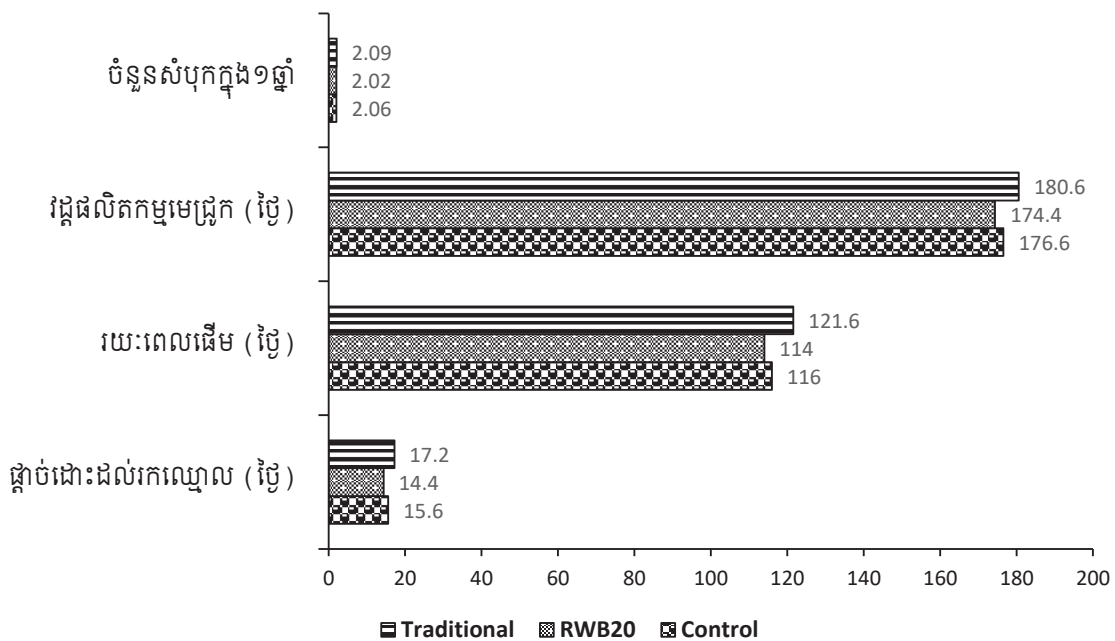 ចំនួនសំបុកក្នុង១ឆ្នាំ
2.09
2.02
2.06
វដ្តផលិតកម្មមេជ្រូក (ថ្ងៃ)
180.6
174.4
176.6
រយៈពេលផើម (ថ្ងៃ)
121.6
114
116
ផ្តាច់ដោះដល់រកឈ្មោល (ថ្ងៃ)
17.2
14.4
15.6
0 20 40 60 80 100 120 140 160 180 200
Traditional RWB20 Control